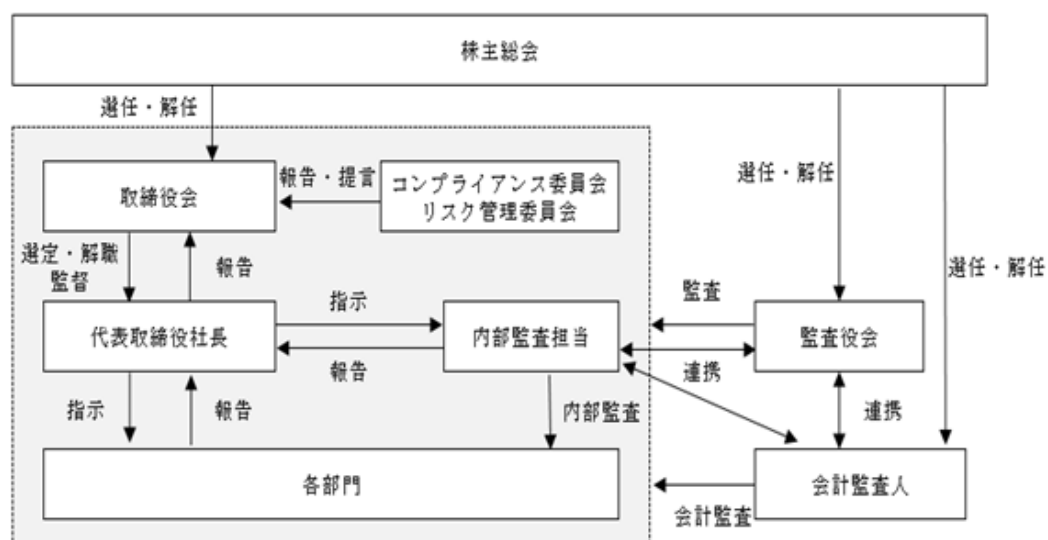 株主総会
選任・解任
取締役会
報告・提言
コンプライアンス委員会
リスク管理委員会
選任・解任
選任・解任
選定・解職
監督
報告
指示
監査
代表取締役社長
内部監査担当
監査役会
報告
連携
指示
報告
内部監査
連携
各部門
会計監査人
会計監査